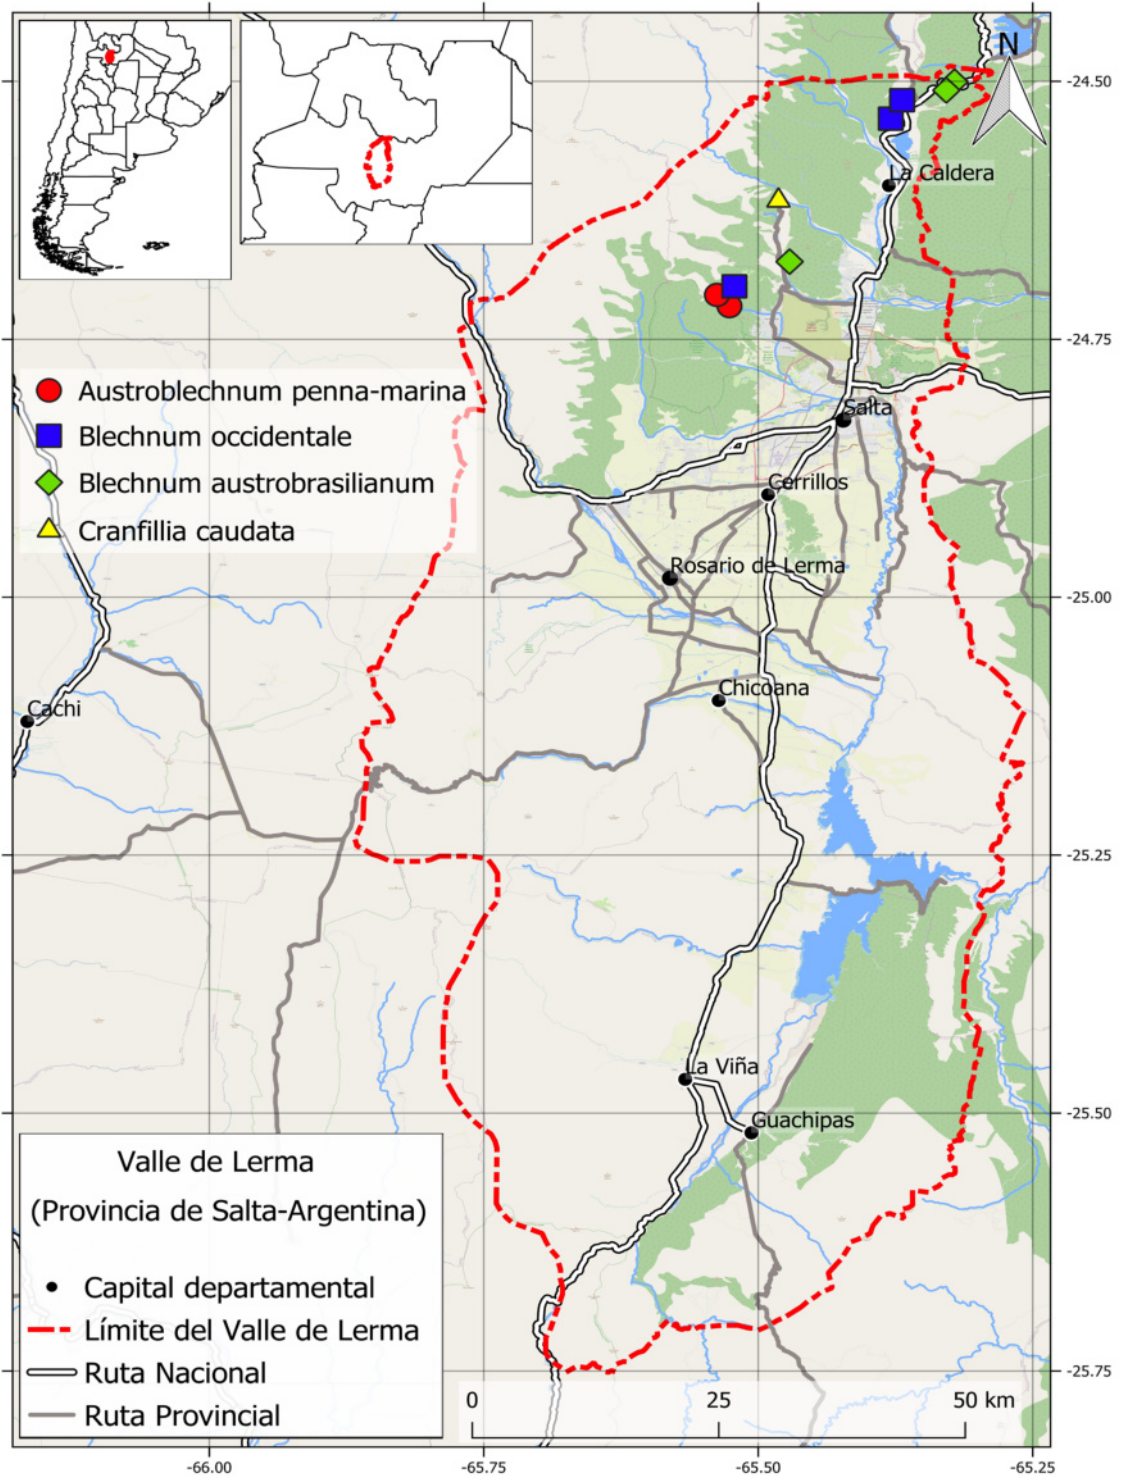 N
-24.50
La Caldera
-24.75
Austroblechnum penna-marina
Blechnum occidentale
Blechnum austrobrasilianum
Cranfillia caudata
Salta
Cerrillos
Rosario de Lerma
-25.00
Chicoana
Cachi
-25.25
La Viña
Guachipas
-25.50
Valle de Lerma
(Provincia de Salta-Argentina)
Capital departamental
Límite del Valle de Lerma
Ruta Nacional
Ruta Provincial
-25.75
0 25 50 km
-66.00 -65.75 -65.50 -65.25